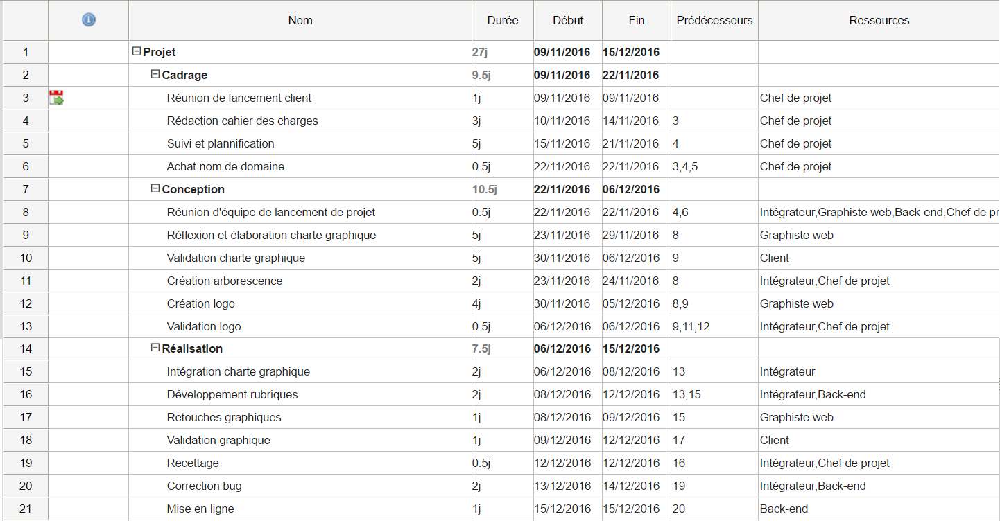 Nom Durée Début Fin Prédécesseurs Ressources
1 Projet 27j 09/11/2016 15/12/2016
2 Cadrage 9.5j 09/11/2016 22/11/2016
3 Réunion de lancement client 1j 09/11/2016 09/11/2016 Chef de projet
4 Rédaction cahier des charges 3j 10/11/2016 14/11/2016 3 Chef de projet
5 Suivi et plannification 5j 15/11/2016 21/11/2016 4 Chef de projet
6 Achat nom de domaine 0.5j 22/11/2016 22/11/2016 3,4,5 Chef de projet
7 Conception 10.5j 22/11/2016 06/12/2016
8 Réunion d'équipe de lancement de projet 0.5j 22/11/2016 22/11/2016 4,6 Intégrateur,Graphiste web,Back-end,Chef de pr
9 Réflexion et élaboration charte graphique 5j 23/11/2016 29/11/2016 8 Graphiste web
10 Validation charte graphique 5j 30/11/2016 06/12/2016 9 Client
11 Création arborescence 2j 23/11/2016 24/11/2016 8 Intégrateur,Chef de projet
12 Création logo 4j 30/11/2016 05/12/2016 8,9 Graphiste web
13 Validation logo 0.5j 06/12/2016 06/12/2016 9,11,12 Intégrateur,Chef de projet
14 Réalisation 7.5j 06/12/2016 15/12/2016
15 Intégration charte graphique 2j 06/12/2016 08/12/2016 13 Intégrateur
16 Développement rubriques 2j 08/12/2016 12/12/2016 13,15 Intégrateur,Back-end
17 Retouches graphiques 1j 08/12/2016 09/12/2016 15 Graphiste web
18 Validation graphique 1j 09/12/2016 12/12/2016 17 Client
19 Recettage 0.5j 12/12/2016 12/12/2016 16 Intégrateur,Chef de projet
20 Correction bug 2j 13/12/2016 14/12/2016 19 Intégrateur,Back-end
21 Mise en ligne 1j 15/12/2016 15/12/2016 20 Back-end